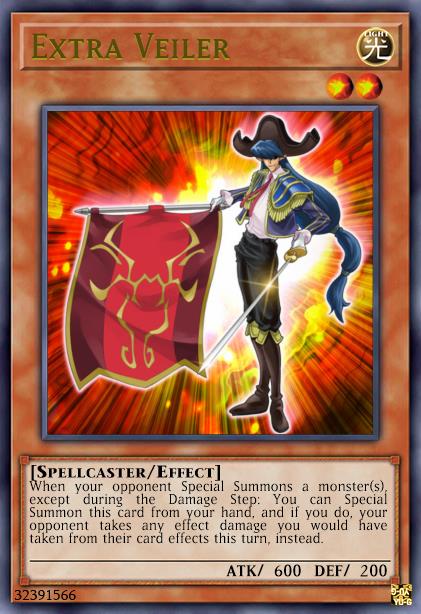 EXTRA VEILER
LIGHT
光
[SPELLCASTER/EFFECT]
When your opponent Special Summons a monster(s),
except during the Damage Step: You can Special
Summon this card from your hand, and if you do, your
opponent takes any effect damage you would have
taken from their card effects this turn, instead.
ATK/ 600 DEF/ 200
32391566